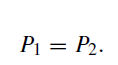 P₁ = P₂.